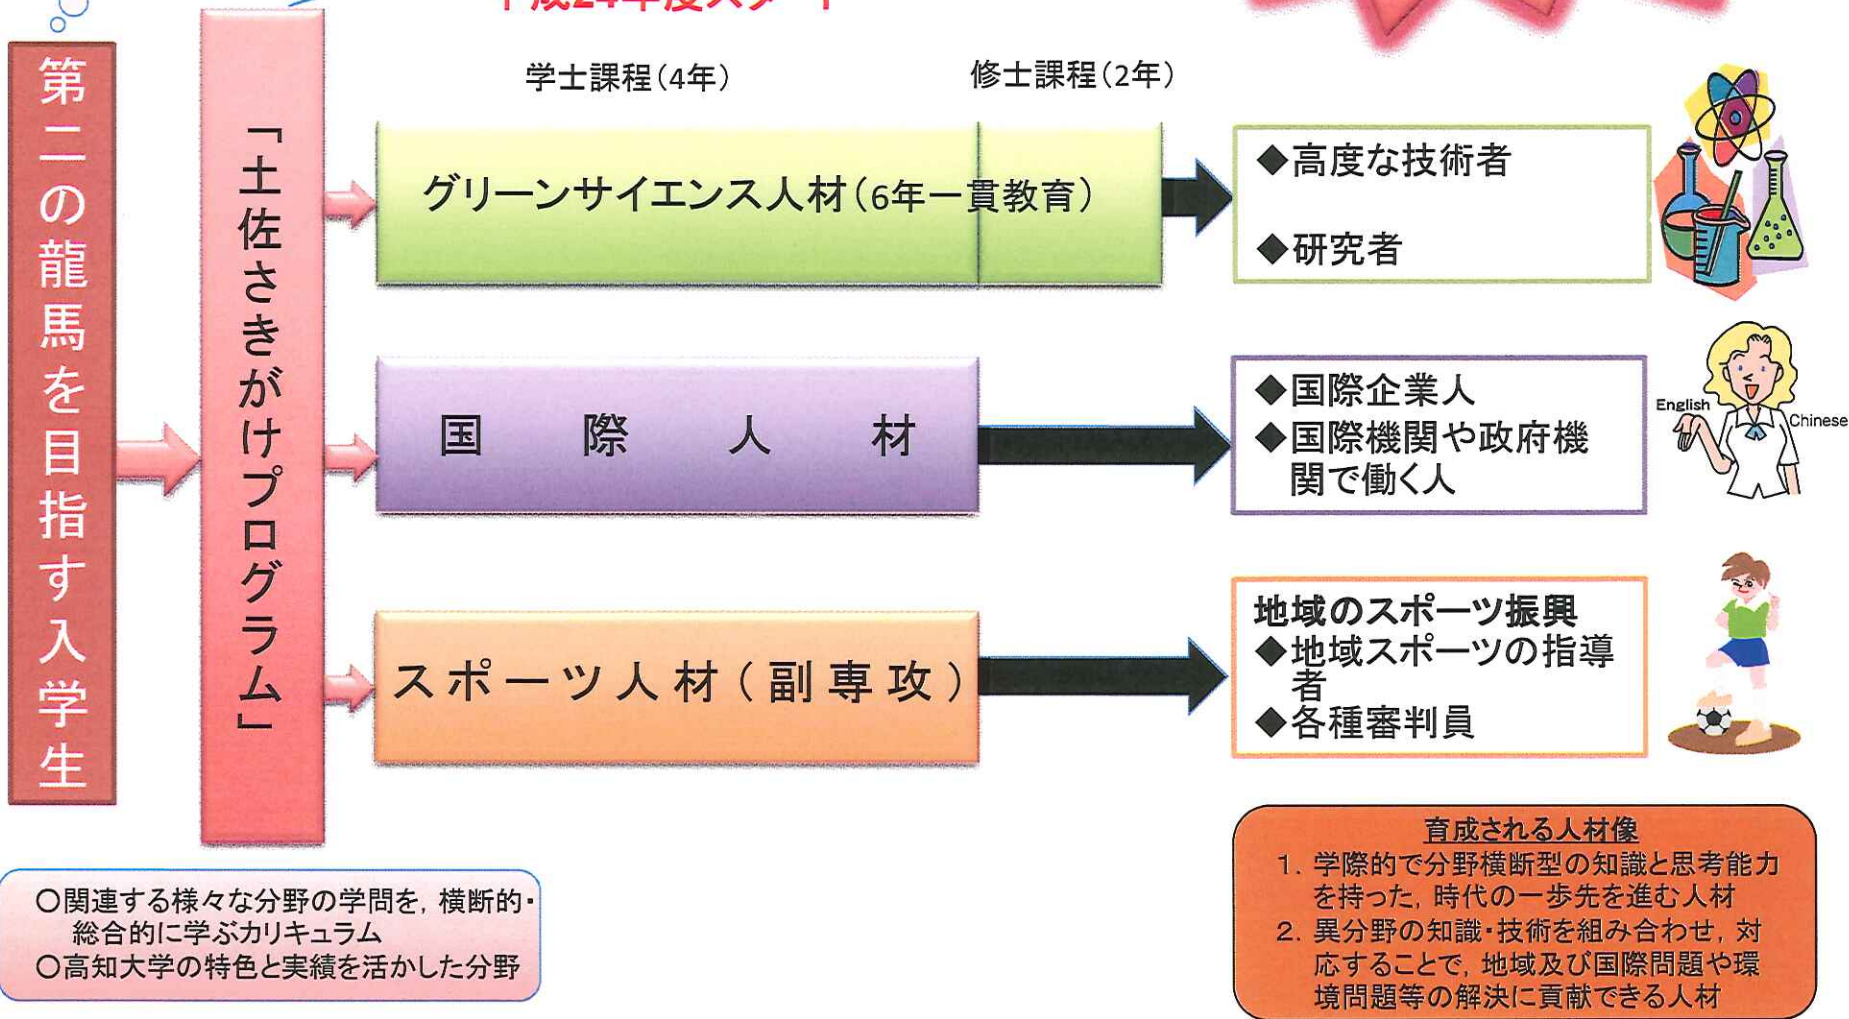 平成24年度スタート
学士課程(4年)
修士課程(2年)
第二の龍馬を目指す入学生
「土佐さきがけプログラム」
グリーンサイエンス人材(6年一貫教育)
◆高度な技術者
◆研究者
国際人材
◆国際企業人
◆国際機関や政府機
関で働く人
English
Chinese
スポーツ人材(副専攻)
地域のスポーツ振興
◆地域スポーツの指導
者
◆各種審判員
○関連する様々な分野の学問を, 横断的・
総合的に学ぶカリキュラム
○高知大学の特色と実績を活かした分野
育成される人材像
1. 学際的で分野横断型の知識と思考能力
を持った, 時代の一歩先を進む人材
2. 異分野の知識・技術を組み合わせ, 対
応することで, 地域及び国際問題や環
境問題等の解決に貢献できる人材